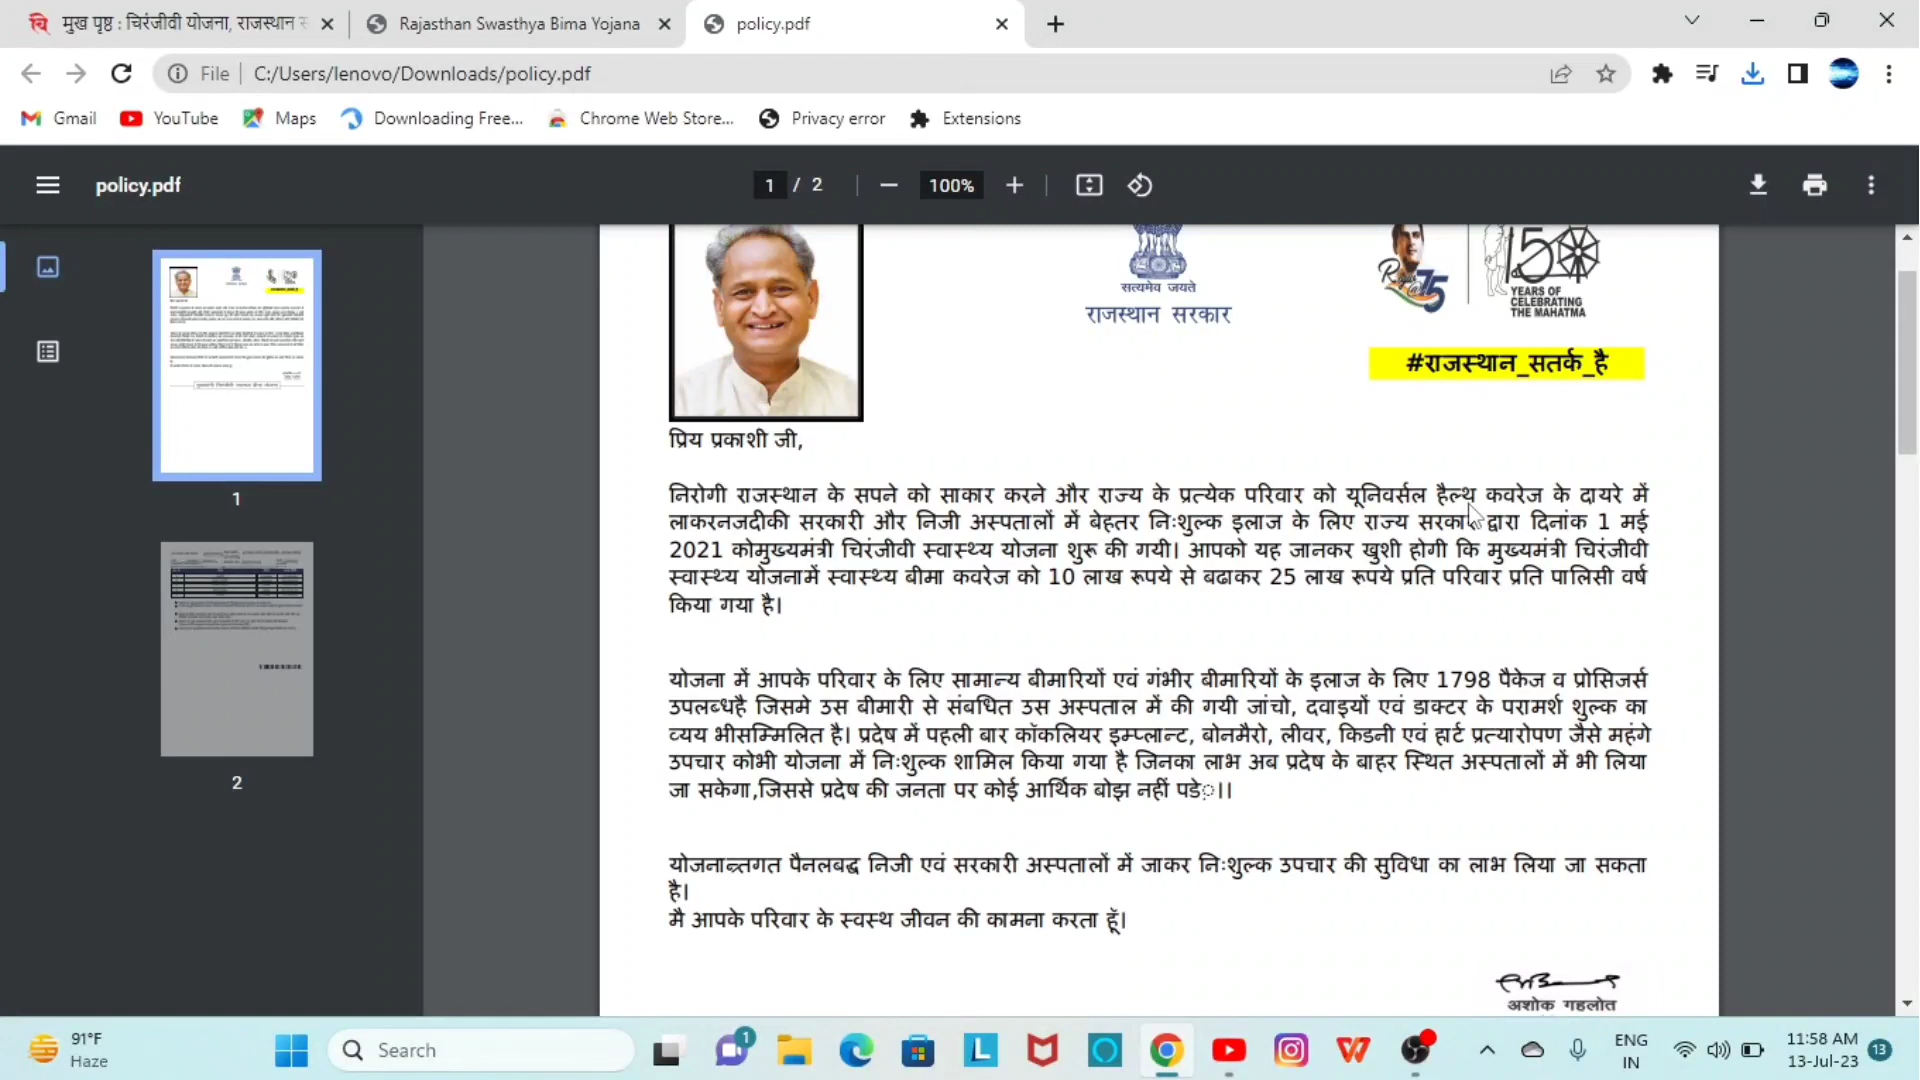 मुख पृष्ठ : चिरंजीवी योजना, राजस्थान स
Rajasthan Swasthya Bima Yojana
policy.pdf
File
C:/Users/lenovo/Downloads/policy.pdf
Gmail
YouTube
Maps
Downloading Free...
Chrome Web Store...
Privacy error
Extensions
policy.pdf
1 / 2
100%
1
2
सत्यमेव जयते
राजस्थान सरकार
75
150
YEARS OF
CELEBRATING
THE MAHATMA
#राजस्थान_सतर्क_है
प्रिय प्रकाशी जी,
निरोगी राजस्थान के सपने को साकार करने और राज्य के प्रत्येक परिवार को यूनिवर्सल हैल्थ कवरेज के दायरे में
लाकरनजदीकी सरकारी और निजी अस्पतालों में बेहतर निःशुल्क इलाज के लिए राज्य सरकार द्वारा दिनांक 1 मई
2021 कोमुख्यमंत्री चिरंजीवी स्वास्थ्य योजना शुरू की गयी। आपको यह जानकर खुशी होगी कि मुख्यमंत्री चिरंजीवी
स्वास्थ्य योजनामें स्वास्थ्य बीमा कवरेज को 10 लाख रूपये से बढाकर 25 लाख रूपये प्रति परिवार प्रति पालिसी वर्ष
किया गया है।
योजना में आपके परिवार के लिए सामान्य बीमारियों एवं गंभीर बीमारियों के इलाज के लिए 1798 पैकेज व प्रोसिजर्स
उपलब्धहै जिसमे उस बीमारी से संबधित उस अस्पताल में की गयी जांचो, दवाइयों एवं डाक्टर के परामर्श शुल्क का
व्यय भीसम्मिलित है। प्रदेश में पहली बार कॉकलियर इम्प्लान्ट, बोनमैरो, लीवर, किडनी एवं हार्ट प्रत्यारोपण जैसे महंगे
उपचार कोभी योजना में निःशुल्क शामिल किया गया है जिनका लाभ अब प्रदेश के बाहर स्थित अस्पतालों में भी लिया
जा सकेगा,जिससे प्रदेश की जनता पर कोई आर्थिक बोझ नहीं पडे़।।
योजनान्तर्गत पैनलबद्ध निजी एवं सरकारी अस्पतालों में जाकर निःशुल्क उपचार की सुविधा का लाभ लिया जा सकता
है।
मै आपके परिवार के स्वस्थ जीवन की कामना करता हूँ।
अशोक गहलोत
91°F
Haze
Search
1
ENG
IN
11:58 AM
13-Jul-23
13